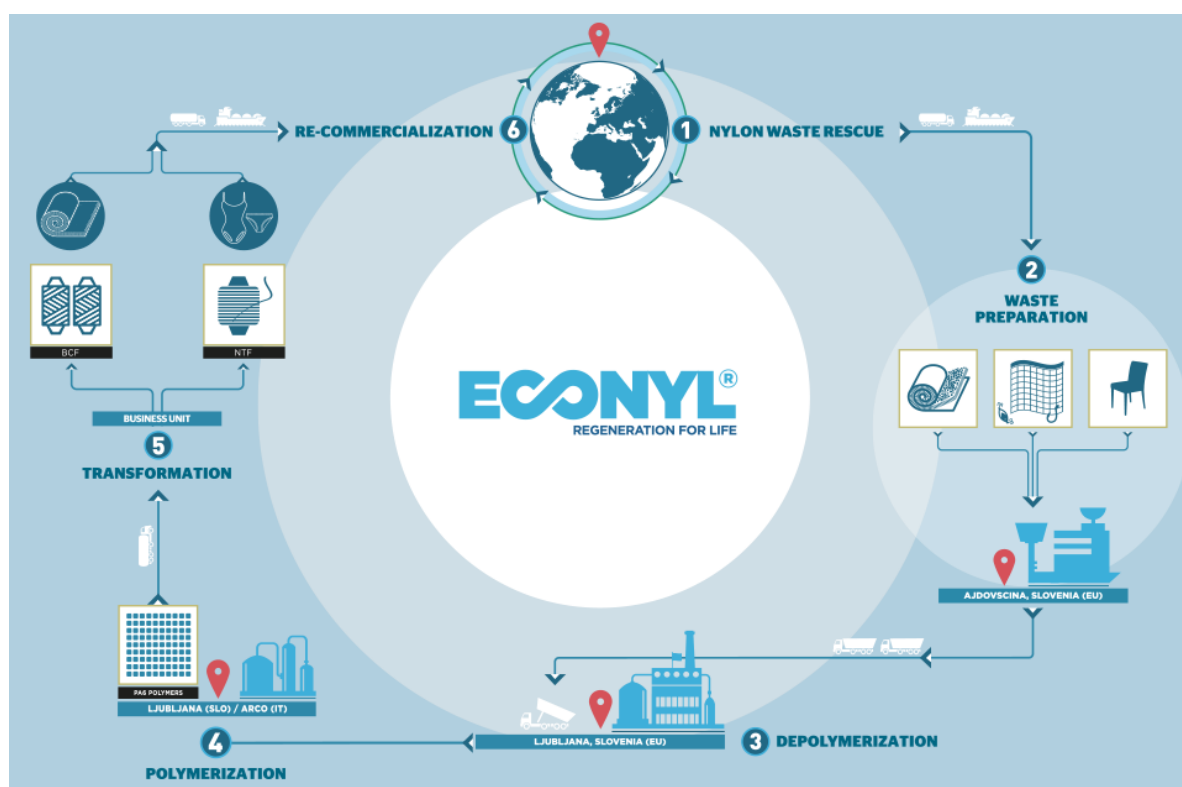 1 NYLON WASTE RESCUE
2
WASTE
PREPARATION
AJDOVSCINA, SLOVENIA (EU)
3 DEPOLYMERIZATION
LJUBLJANA, SLOVENIA (EU)
4
POLYMERIZATION
LJUBLJANA (SLO) / ARCO (IT)
PA6 POLYMERS
5
TRANSFORMATION
BUSINESS UNIT
BCF
NTF
RE-COMMERCIALIZATION 6
ECONYL®
REGENERATION FOR LIFE